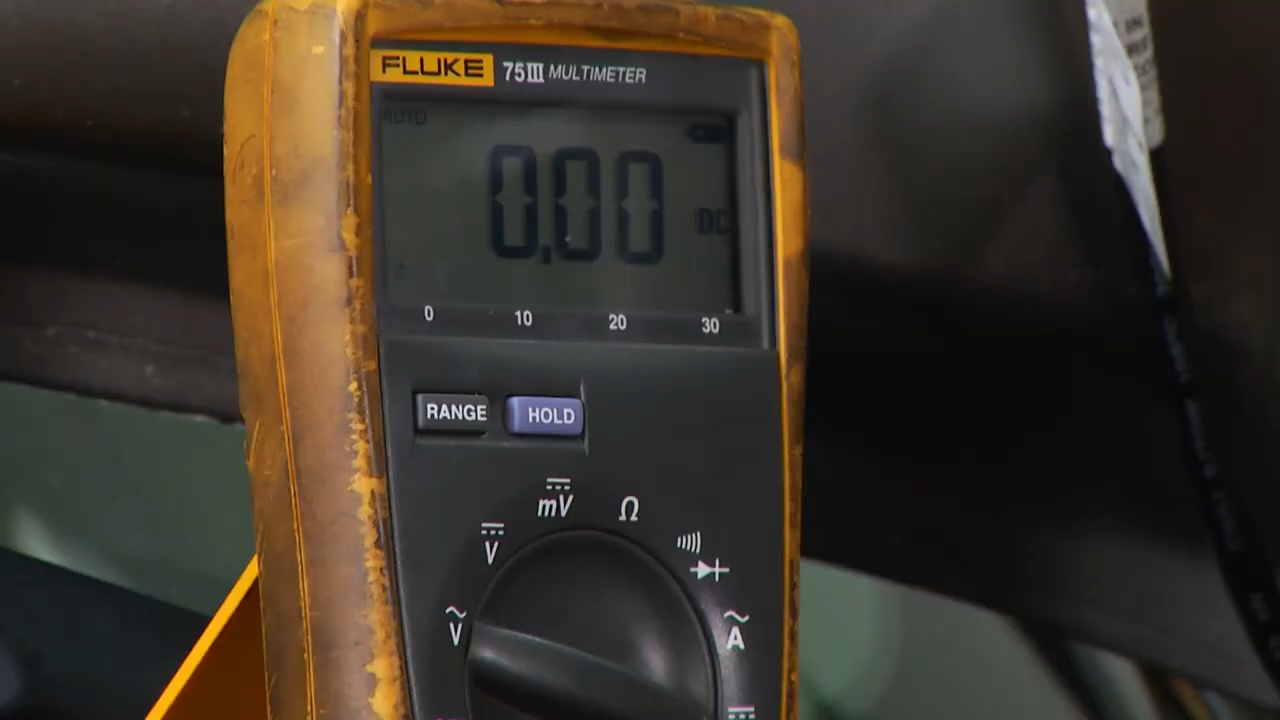 FLUKE 75III MULTIMETER
AUTO
0.00
DC
0 10 20 30
RANGE HOLD
mV Ω
V
V A